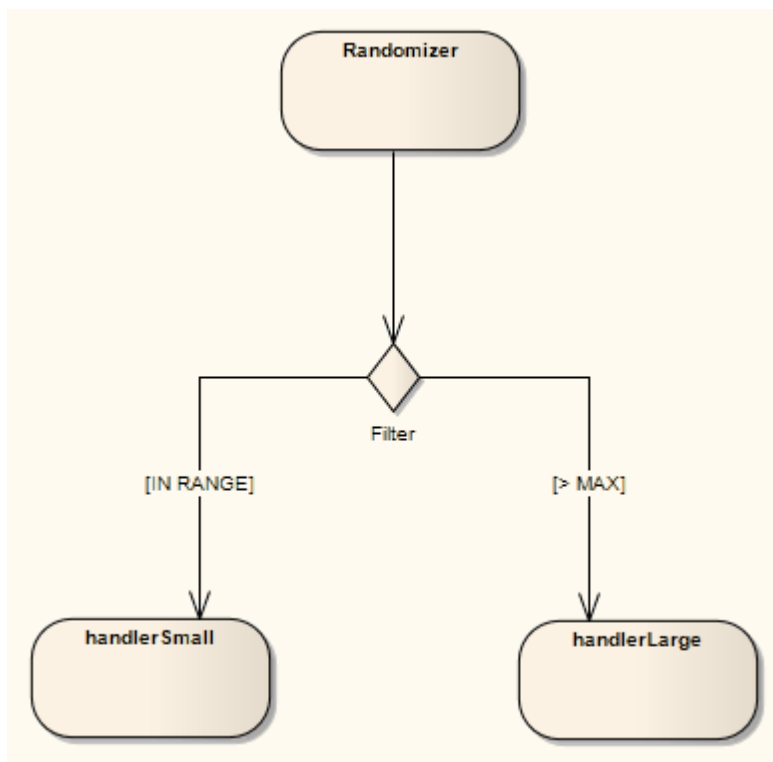 Randomizer
Filter
[IN RANGE]
[> MAX]
handlerSmall
handlerLarge